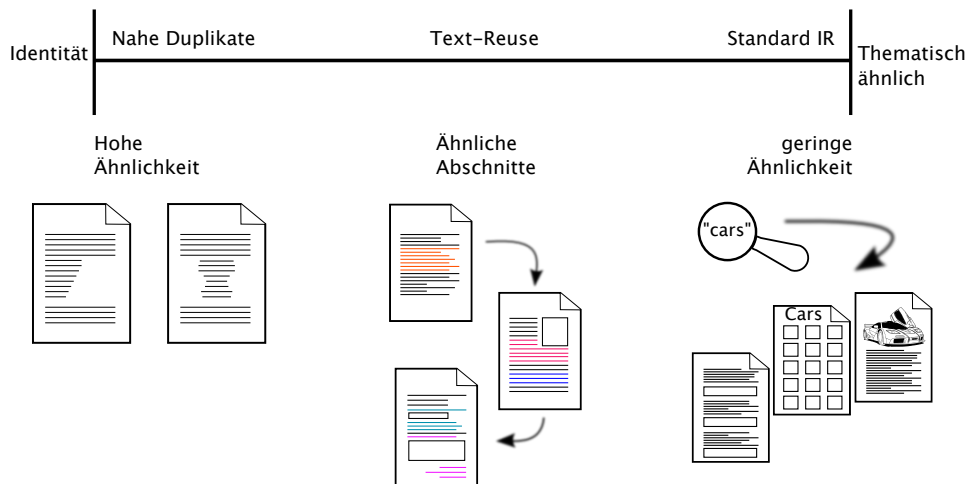 Identität
Nahe Duplikate
Text-Reuse
Standard IR
Thematisch
ähnlich
Hohe
Ähnlichkeit
Ähnliche
Abschnitte
geringe
Ähnlichkeit
"cars"
Cars